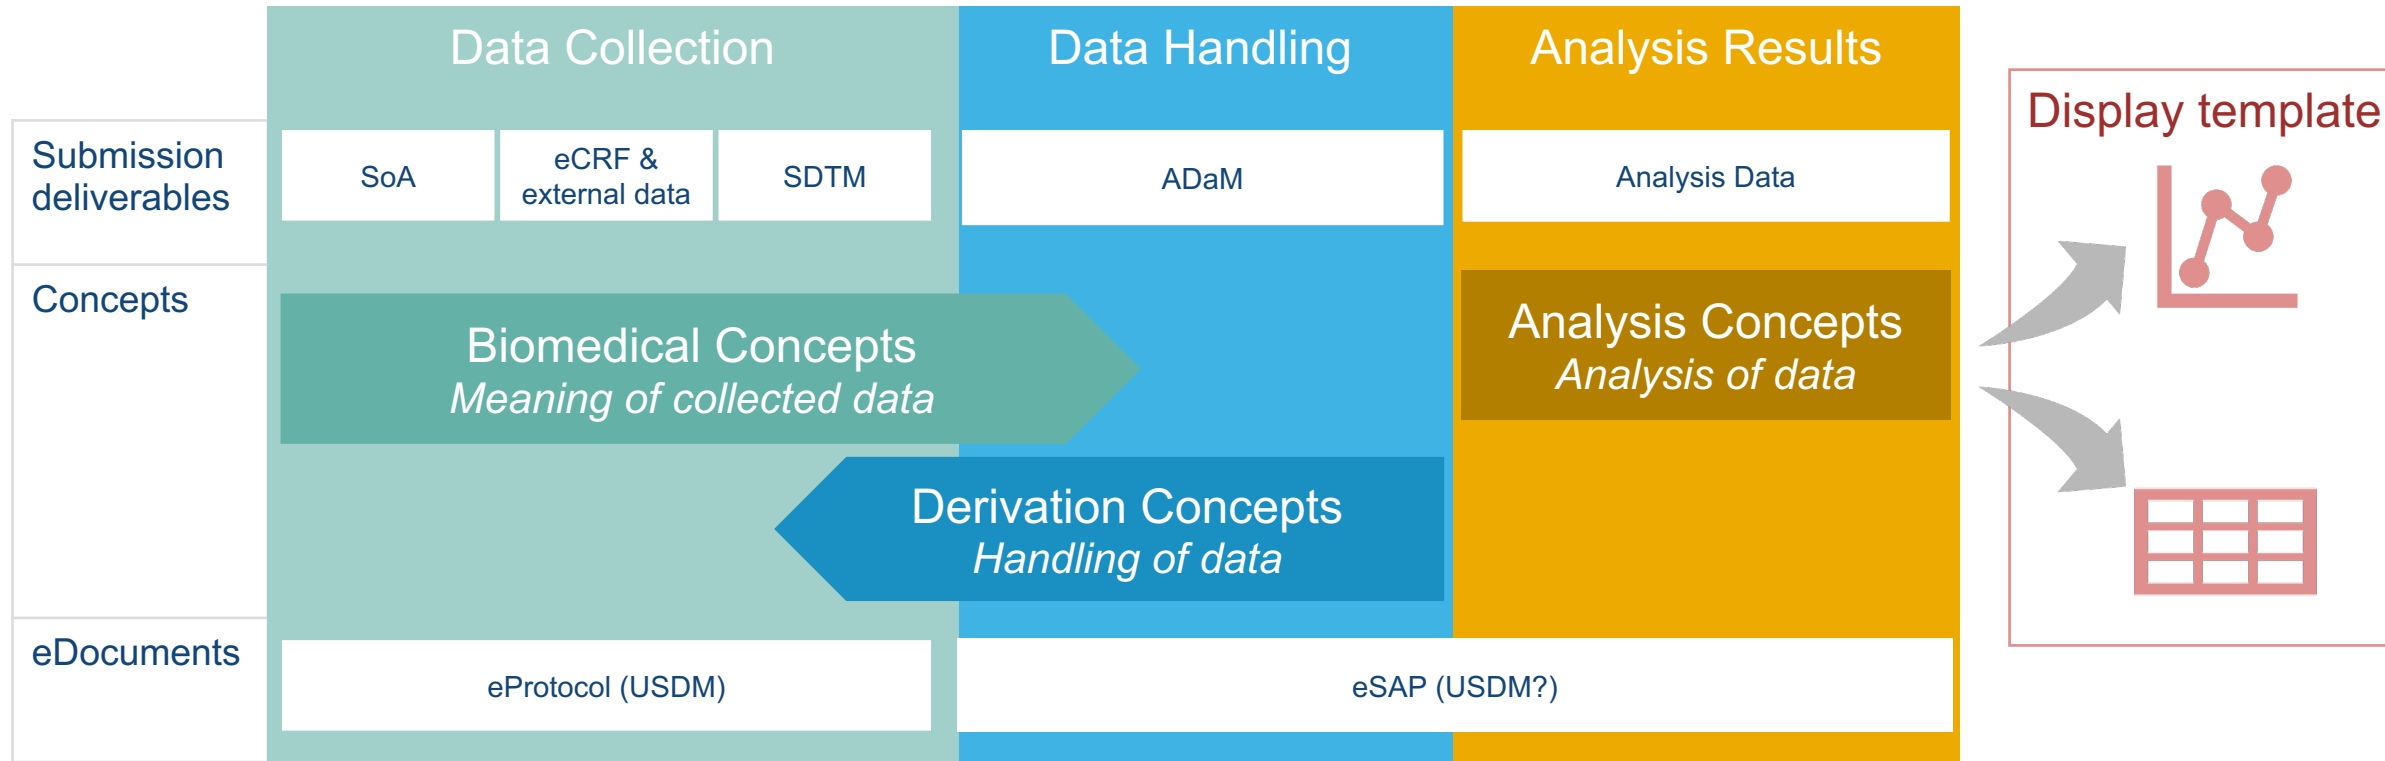 Data Collection
Data Handling
Analysis Results
Display template
Submission
deliverables
SoA
eCRF &
external data
SDTM
ADaM
Analysis Data
Concepts
Biomedical Concepts
Meaning of collected data
Analysis Concepts
Analysis of data
Derivation Concepts
Handling of data
eDocuments
eProtocol (USDM)
eSAP (USDM?)